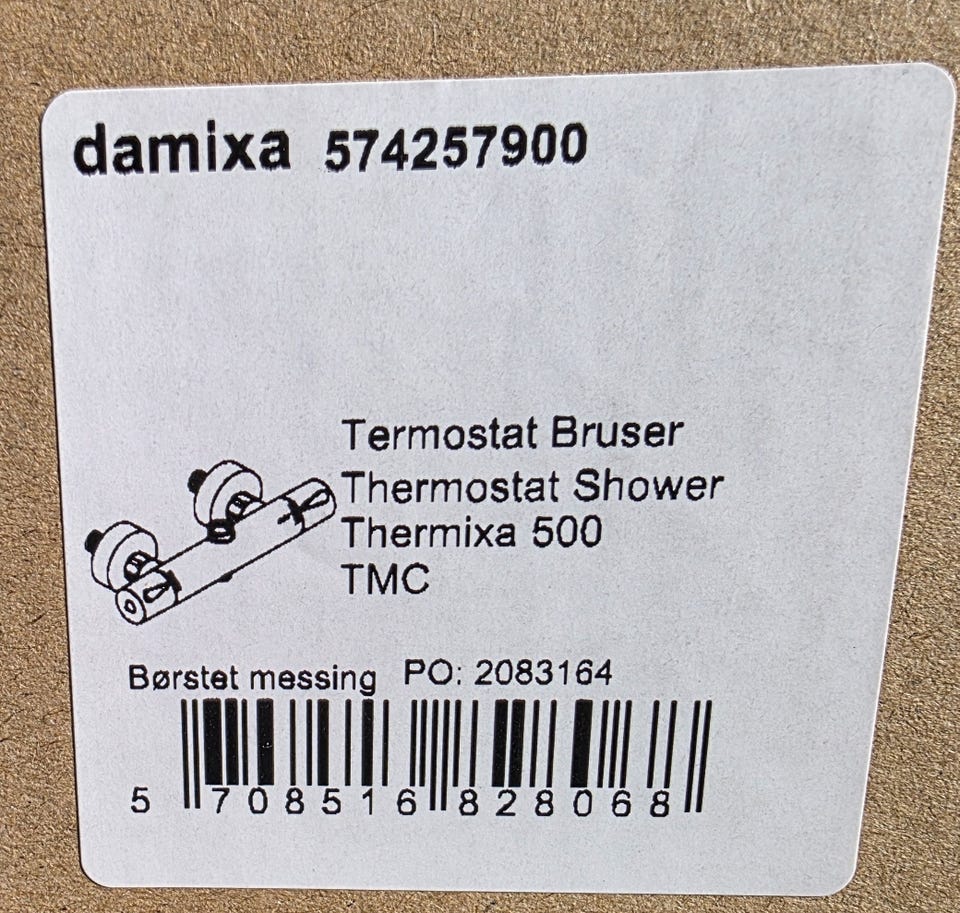 damixa 574257900
Termostat Bruser
Thermostat Shower
Thermixa 500
TMC
Børstet messing PO: 2083164
5 708516 828068